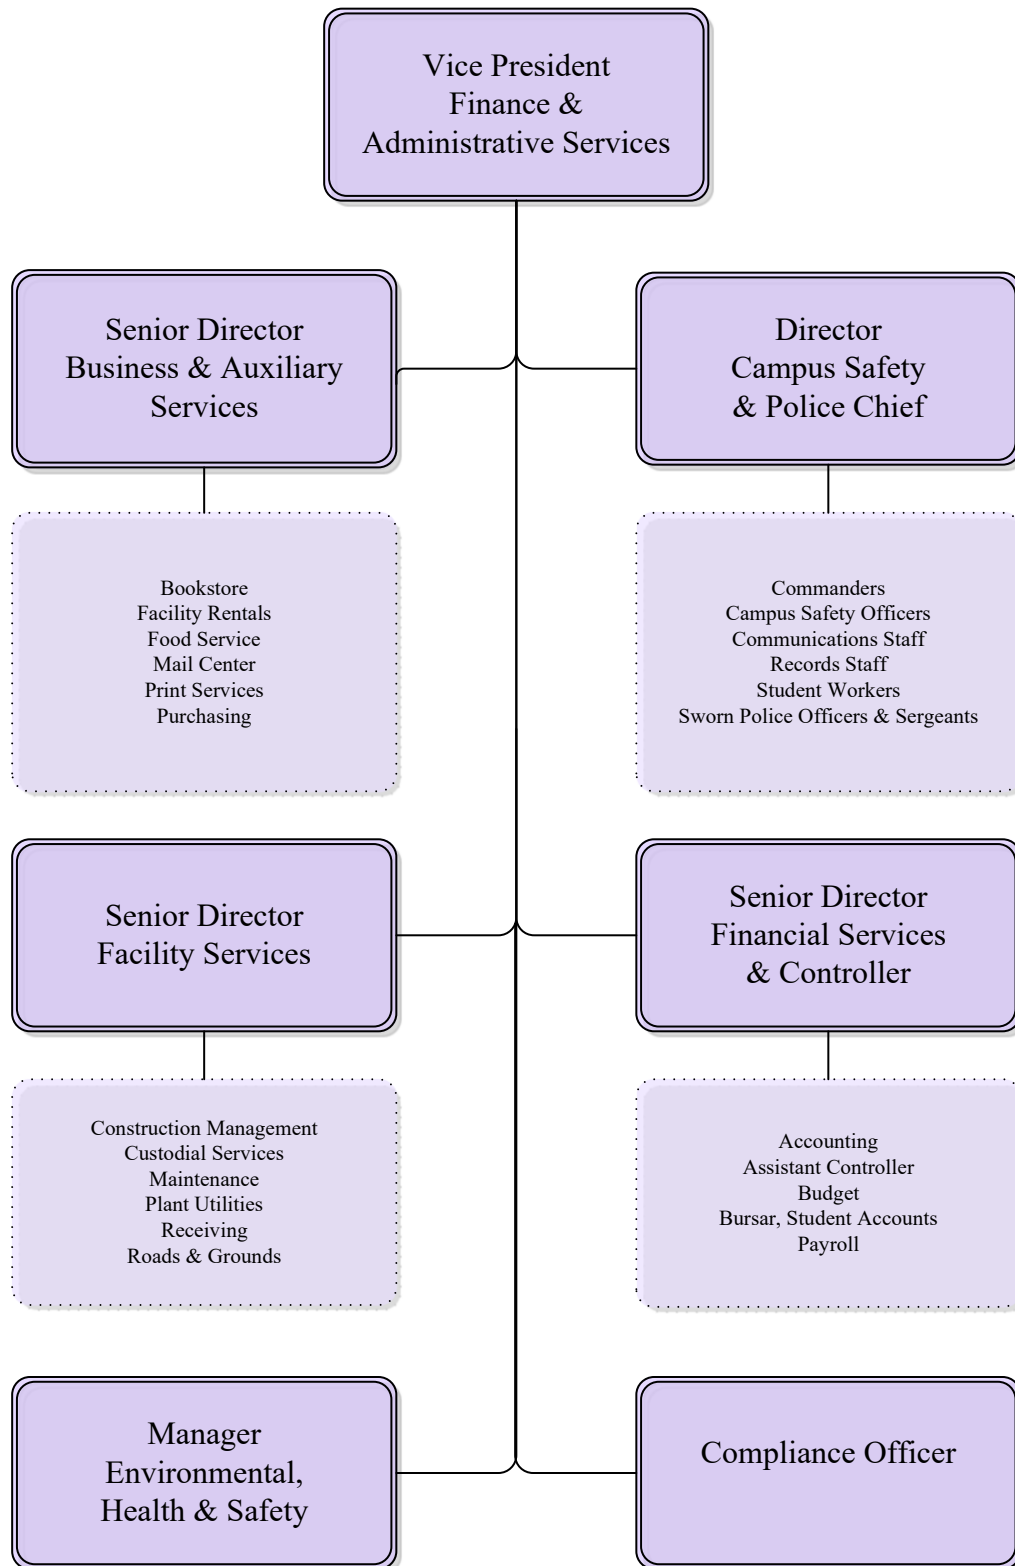 Vice President
Finance &
Administrative Services
Senior Director
Business & Auxiliary
Services
Director
Campus Safety
& Police Chief
Bookstore
Facility Rentals
Food Service
Mail Center
Print Services
Purchasing
Commanders
Campus Safety Officers
Communications Staff
Records Staff
Student Workers
Sworn Police Officers & Sergeants
Senior Director
Facility Services
Senior Director
Financial Services
& Controller
Construction Management
Custodial Services
Maintenance
Plant Utilities
Receiving
Roads & Grounds
Accounting
Assistant Controller
Budget
Bursar, Student Accounts
Payroll
Manager
Environmental,
Health & Safety
Compliance Officer